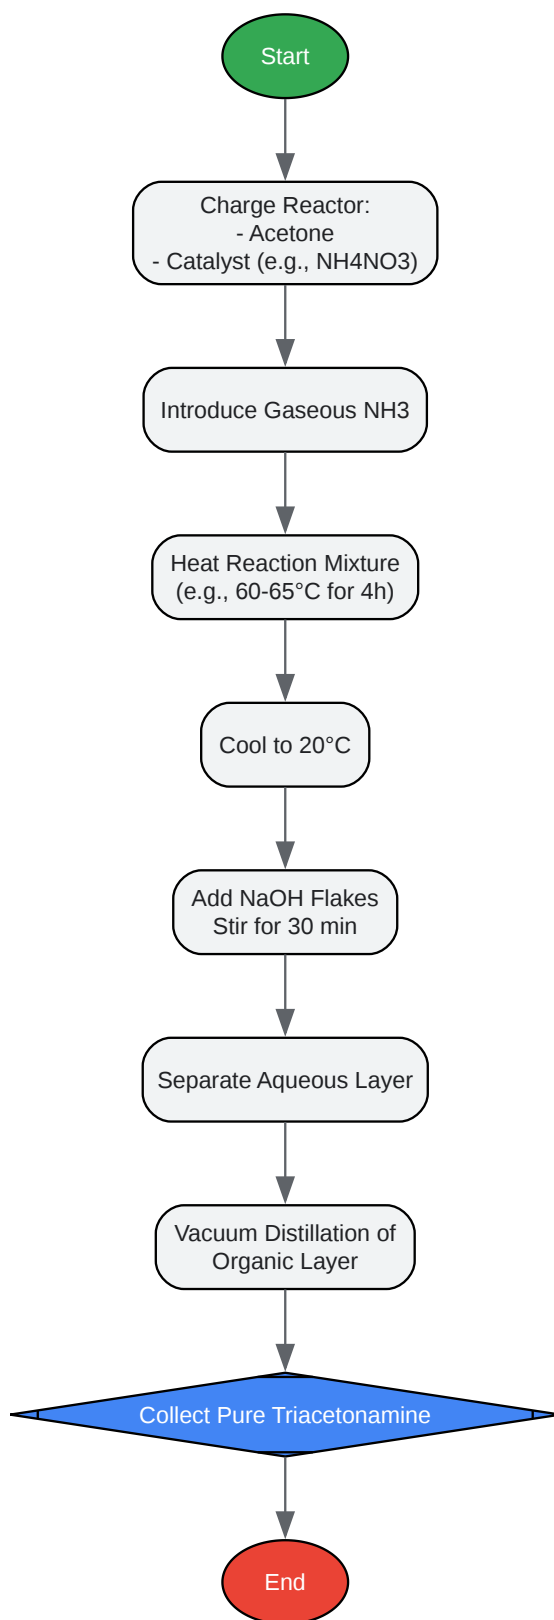 Start
Charge Reactor:
- Acetone
- Catalyst (e.g., NH4NO3)
Introduce Gaseous NH3
Heat Reaction Mixture
(e.g., 60-65°C for 4h)
Cool to 20°C
Add NaOH Flakes
Stir for 30 min
Separate Aqueous Layer
Vacuum Distillation of
Organic Layer
Collect Pure Triacetonamine
End